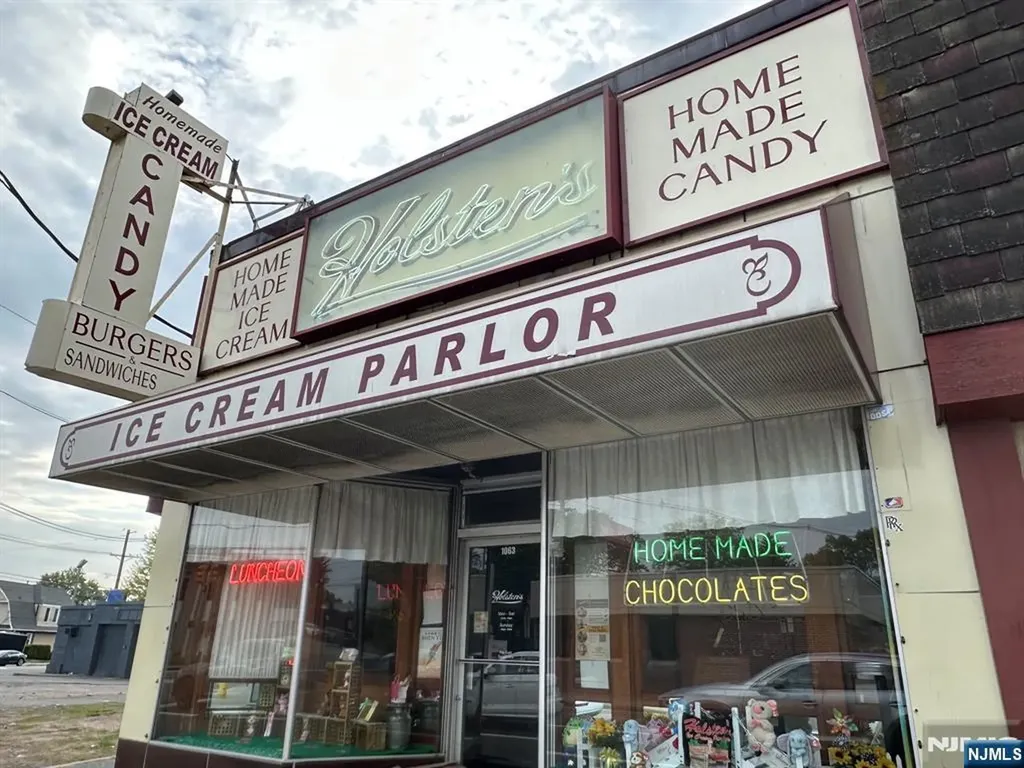 Homemade
ICE CREAM
CANDY
BURGERS
&
SANDWICHES
HOME
MADE
ICE
CREAM
Holsten's
HOME
MADE
CANDY
ICE CREAM PARLOR
LUNCHEON
1063
Holsten's
HOME MADE
CHOCOLATES
Holsten's
NJMLS